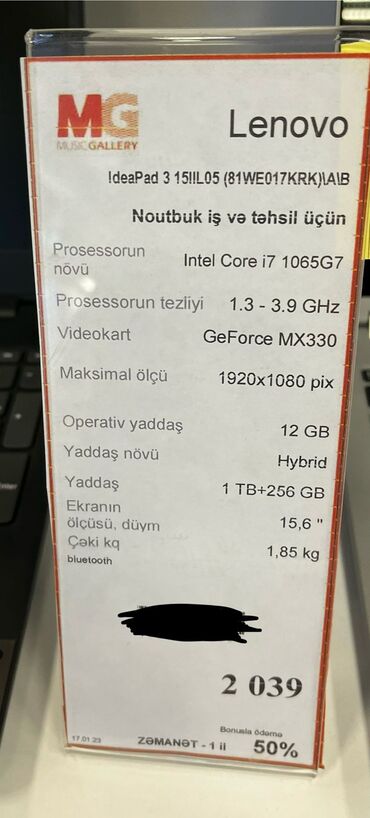 MG
MUSIC GALLERY
Lenovo
IdeaPad 3 15IIL05 (81WE017KRK)\A\B
Noutbuk iş və təhsil üçün
Prosessorun növü Intel Core i7 1065G7
Prosessorun tezliyi 1.3 - 3.9 GHz
Videokart GeForce MX330
Maksimal ölçü 1920x1080 pix
Operativ yaddaş 12 GB
Yaddaş növü Hybrid
Yaddaş 1 TB+256 GB
Ekranın ölçüsü, düym 15,6 "
Çəki kq 1,85 kg
bluetooth
2 039
17.01.23 ZƏMANƏT - 1 il Bonusla ödəmə 50%